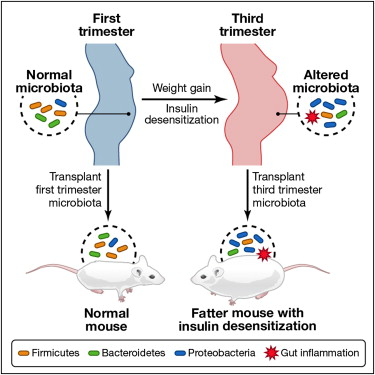 First
trimester
Third
trimester
Normal
microbiota
Weight gain
Insulin
desensitization
Altered
microbiota
Transplant
first trimester
microbiota
Transplant
third trimester
microbiota
Normal
mouse
Fatter mouse with
insulin desensitization
Firmicutes
Bacteroidetes
Proteobacteria
Gut inflammation